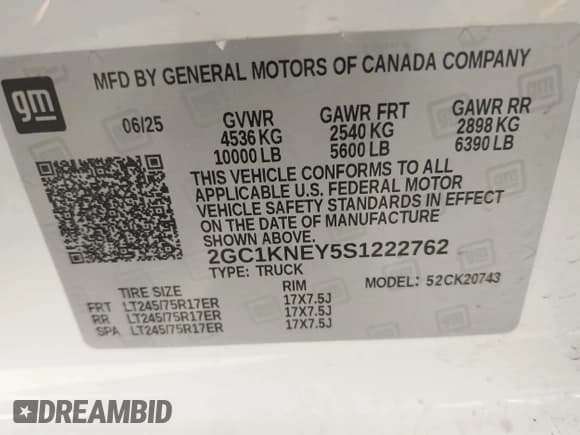 gm
MFD BY GENERAL MOTORS OF CANADA COMPANY
06/25 GVWR GAWR FRT GAWR RR
4536 KG 2540 KG 2898 KG
10000 LB 5600 LB 6390 LB
THIS VEHICLE CONFORMS TO ALL
APPLICABLE U.S. FEDERAL MOTOR
VEHICLE SAFETY STANDARDS IN EFFECT
ON THE DATE OF MANUFACTURE
SHOWN ABOVE.
2GC1KNEY5S1222762
TYPE: TRUCK MODEL: 52CK20743
TIRE SIZE RIM
FRT LT245/75R17ER 17X7.5J
RR LT245/75R17ER 17X7.5J
SPA LT245/75R17ER 17X7.5J
DREAMBID